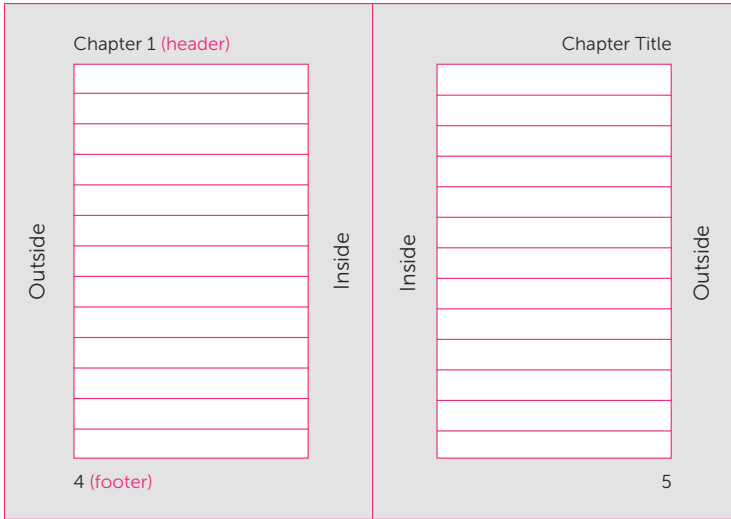 Chapter 1 (header)
Outside
Inside
4 (footer)
Chapter Title
Inside
Outside
5